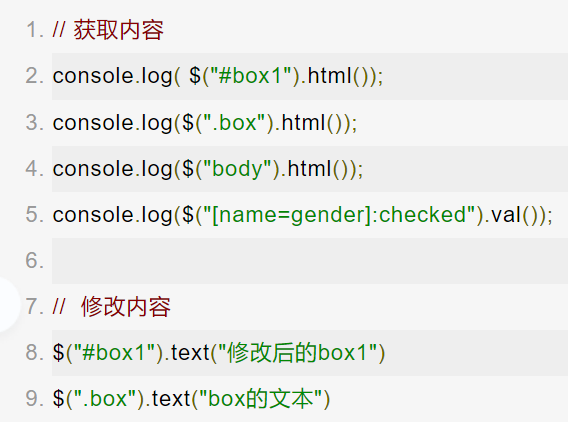 1. // 获取内容
2. console.log( $("#box1").html());
3. console.log($(".box").html());
4. console.log($("body").html());
5. console.log($("[name=gender]:checked").val());
6.
7. //  修改内容
8. $("#box1").text("修改后的box1")
9. $(".box").text("box的文本")